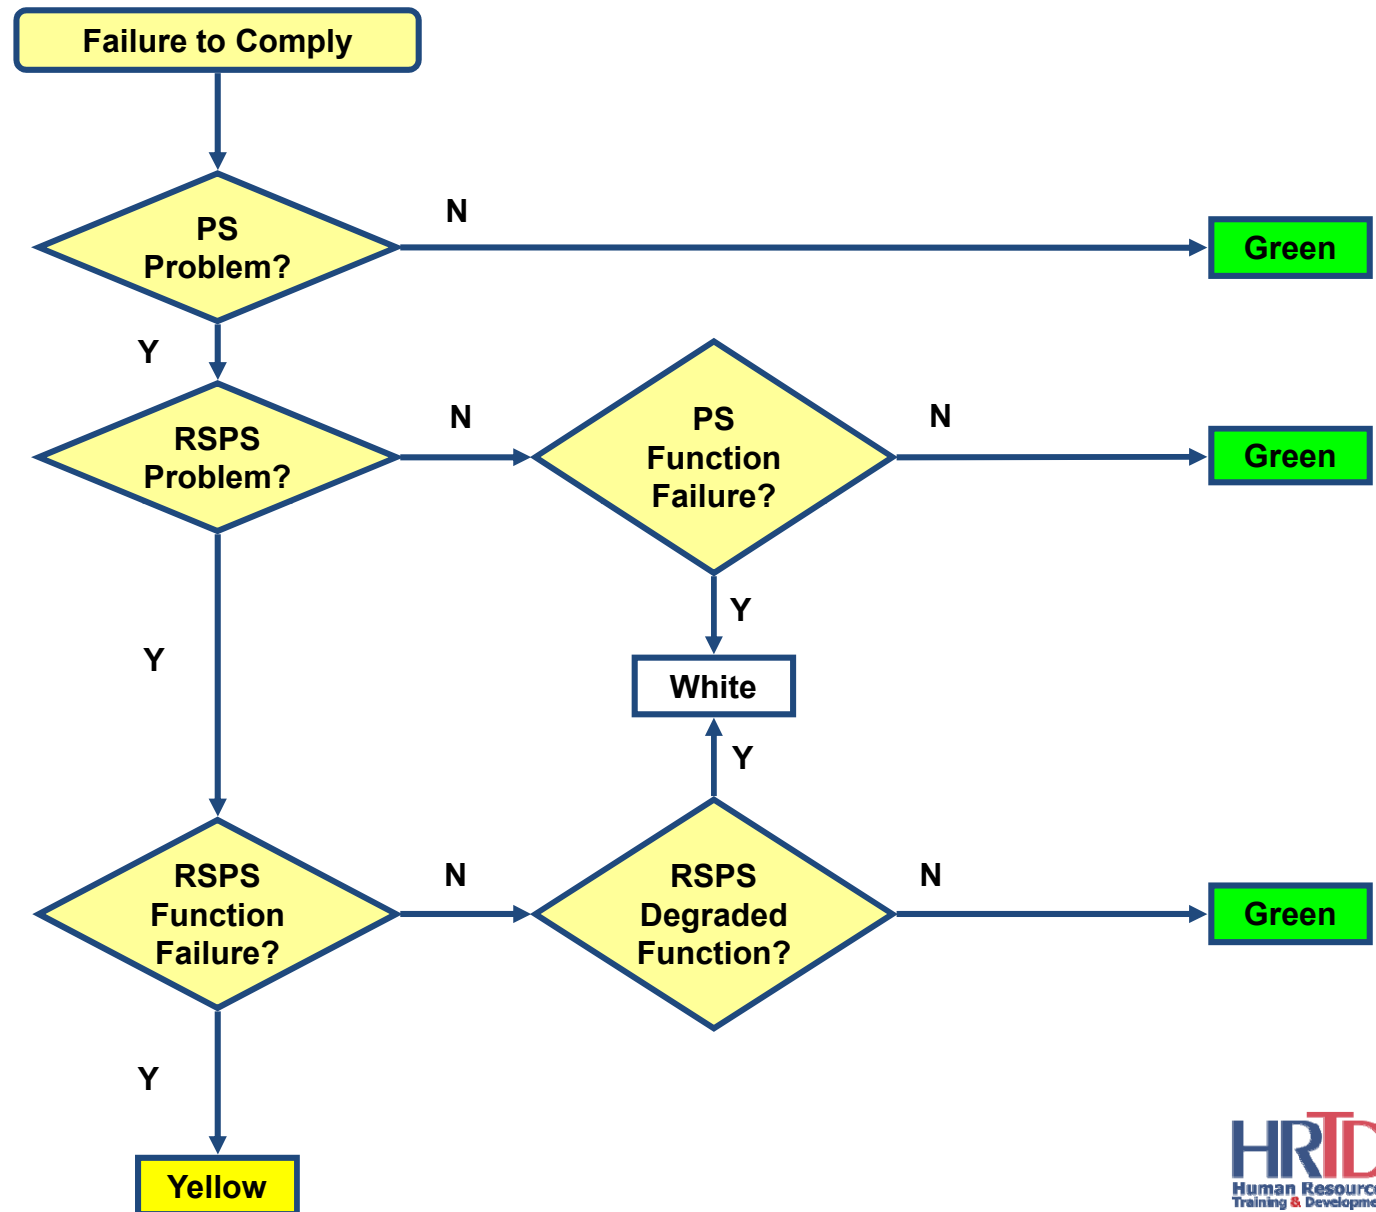 Failure to Comply
PS
Problem?
N
Green
Y
RSPS
Problem?
N
PS
Function
Failure?
N
Green
Y
Y
White
Y
RSPS
Function
Failure?
N
RSPS
Degraded
Function?
N
Green
Y
Yellow
HRTD
Human Resource
Training & Developme